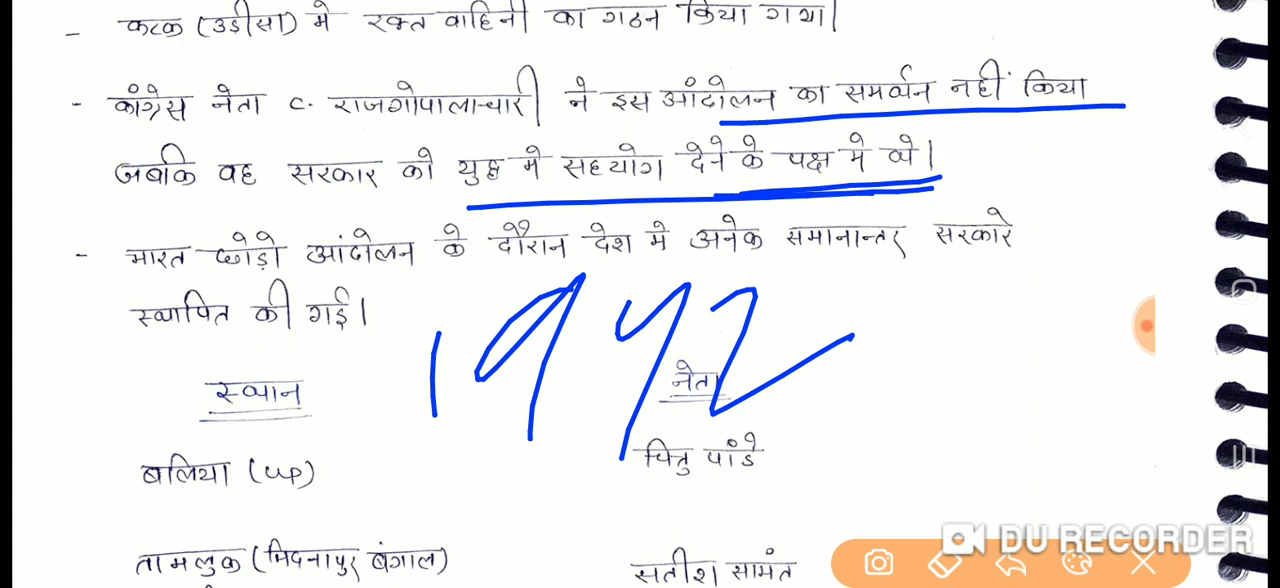 - कटक (उड़ीसा) मे रक्त वाहिनी का गठन किया गया।
- कांग्रेस नेता C. राजगोपालाचारी ने इस आंदोलन का समर्थन नहीं किया
जबकि वह सरकार को युद्ध मे सहयोग देने के पक्ष मे थे।
- भारत छोड़ो आंदोलन के दौरान देश मे अनेक समानान्तर सरकारे
स्थापित की गई।
1942
स्थान नेता
बलिया (UP) चितु पांडे
तामलुक (मिदनापुर बंगाल) सतीश सामंत
DU RECORDER